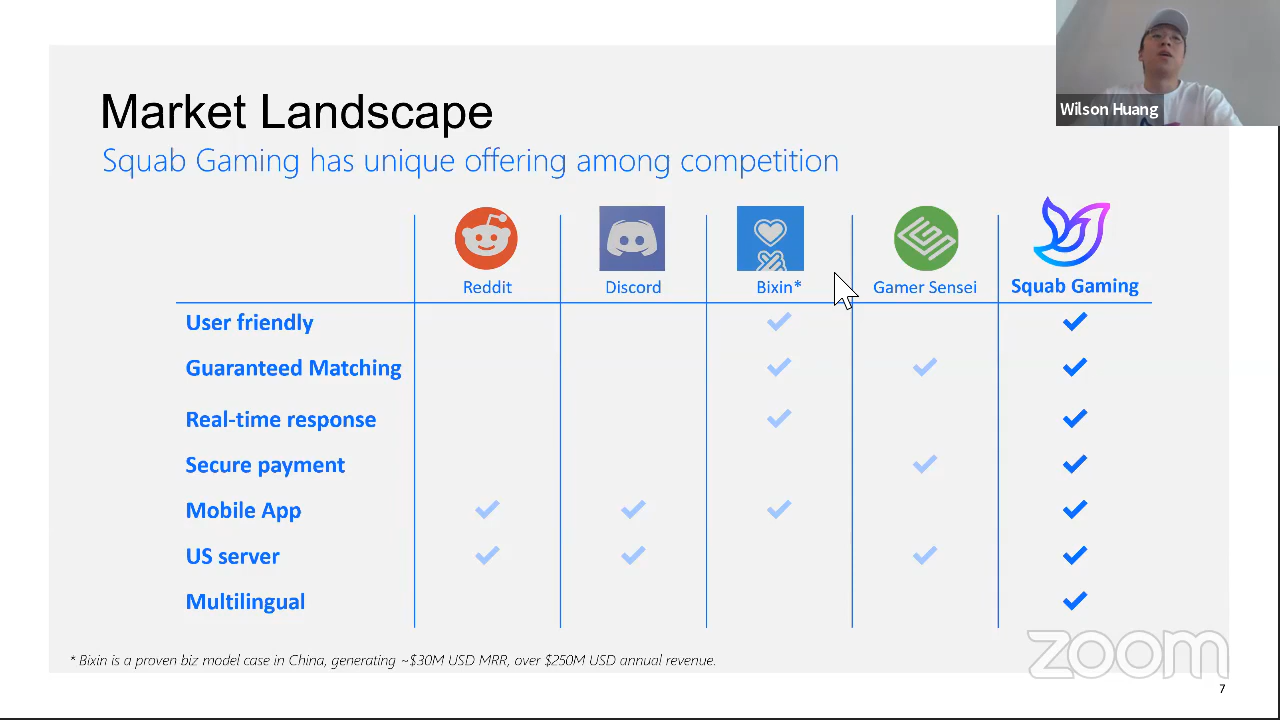 Wilson Huang
Market Landscape
Squab Gaming has unique offering among competition
Reddit
Discord
Bixin*
Gamer Sensei
Squab Gaming
User friendly
Guaranteed Matching
Real-time response
Secure payment
Mobile App
US server
Multilingual
* Bixin is a proven biz model case in China, generating ~$30M USD MRR, over $250M USD annual revenue.
zoom
7